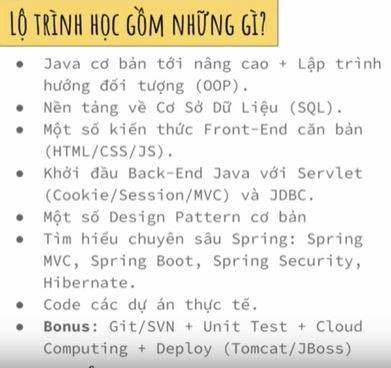 LỘ TRÌNH HỌC GỒM NHỮNG GÌ?
● Java cơ bản tới nâng cao + Lập trình
hướng đối tượng (OOP).
● Nền tảng về Cơ Sở Dữ Liệu (SQL).
● Một số kiến thức Front-End căn bản
(HTML/CSS/JS).
● Khởi đầu Back-End Java với Servlet
(Cookie/Session/MVC) và JDBC.
● Một số Design Pattern cơ bản
● Tìm hiểu chuyên sâu Spring: Spring
MVC, Spring Boot, Spring Security,
Hibernate.
● Code các dự án thực tế.
● Bonus: Git/SVN + Unit Test + Cloud
Computing + Deploy (Tomcat/JBoss)